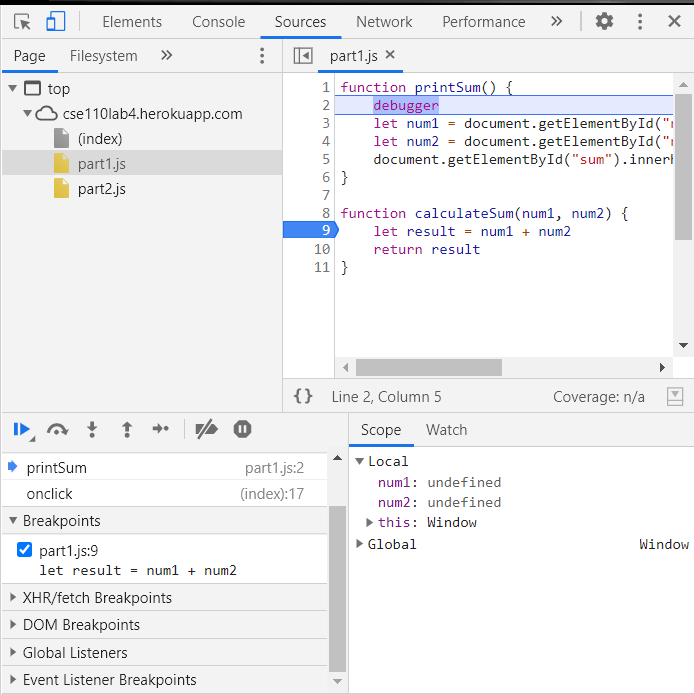 Elements Console Sources Network Performance »
Page Filesystem »
part1.js ×
top
cse110lab4.herokuapp.com
(index)
part1.js
part2.js
1 function printSum() {
2 debugger
3 let num1 = document.getElementById("n
4 let num2 = document.getElementById("n
5 document.getElementById("sum").innerH
6 }
7
8 function calculateSum(num1, num2) {
9 let result = num1 + num2
10 return result
11 }
{} Line 2, Column 5 Coverage: n/a
printSum part1.js:2
onclick (index):17
Breakpoints
part1.js:9
let result = num1 + num2
XHR/fetch Breakpoints
DOM Breakpoints
Global Listeners
Event Listener Breakpoints
Scope Watch
Local
num1: undefined
num2: undefined
this: Window
Global Window